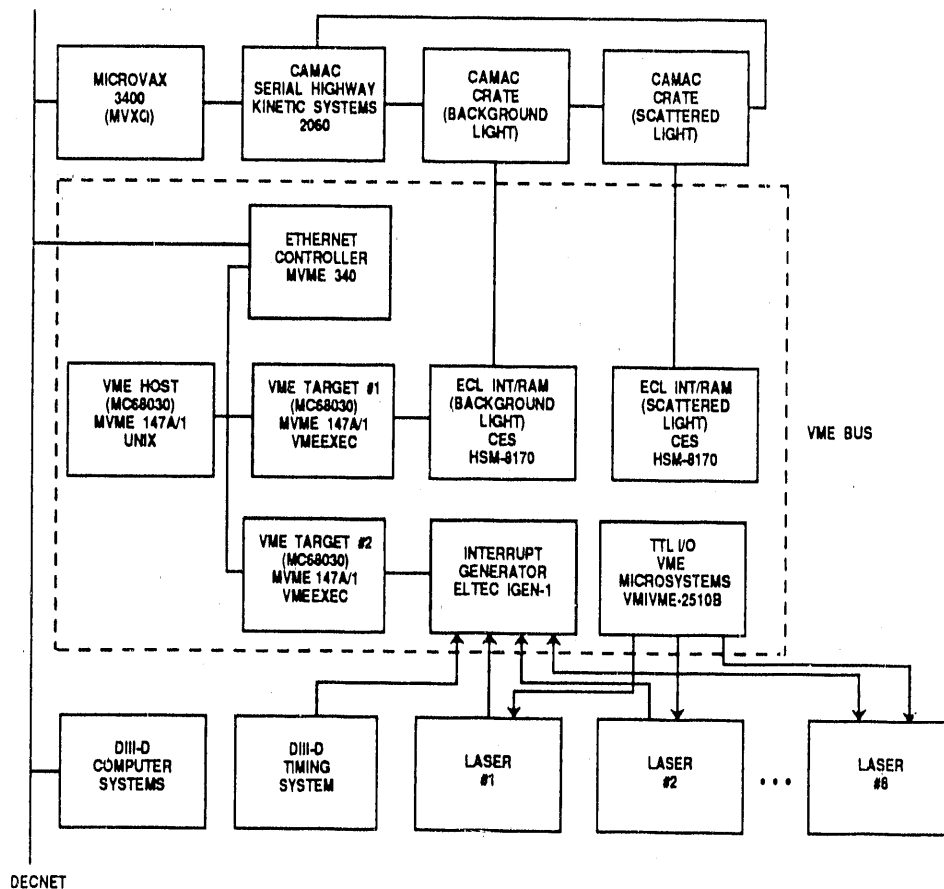 MICROVAX
3400
(MVXCI)
CAMAC
SERIAL HIGHWAY
KINETIC SYSTEMS
2060
CAMAC
CRATE
(BACKGROUND
LIGHT)
CAMAC
CRATE
(SCATTERED
LIGHT)
ETHERNET
CONTROLLER
MVME 340
VME HOST
(MC68030)
MVME 147A/1
UNIX
VME TARGET #1
(MC68030)
MVME 147A/1
VMEEXEC
ECL INT/RAM
(BACKGROUND
LIGHT)
CES
HSM-8170
ECL INT/RAM
(SCATTERED
LIGHT)
CES
HSM-8170
VME BUS
VME TARGET #2
(MC68030)
MVME 147A/1
VMEEXEC
INTERRUPT
GENERATOR
ELTEC IGEN-1
TTL I/O
VME
MICROSYSTEMS
VMIVME-2510B
DIII-D
COMPUTER
SYSTEMS
DIII-D
TIMING
SYSTEM
LASER
#1
LASER
#2
• • •
LASER
#8
DECNET